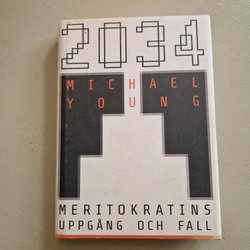 2034
MICHAEL
YOUNG
MERITOKRATINS
UPPGÅNG OCH FALL